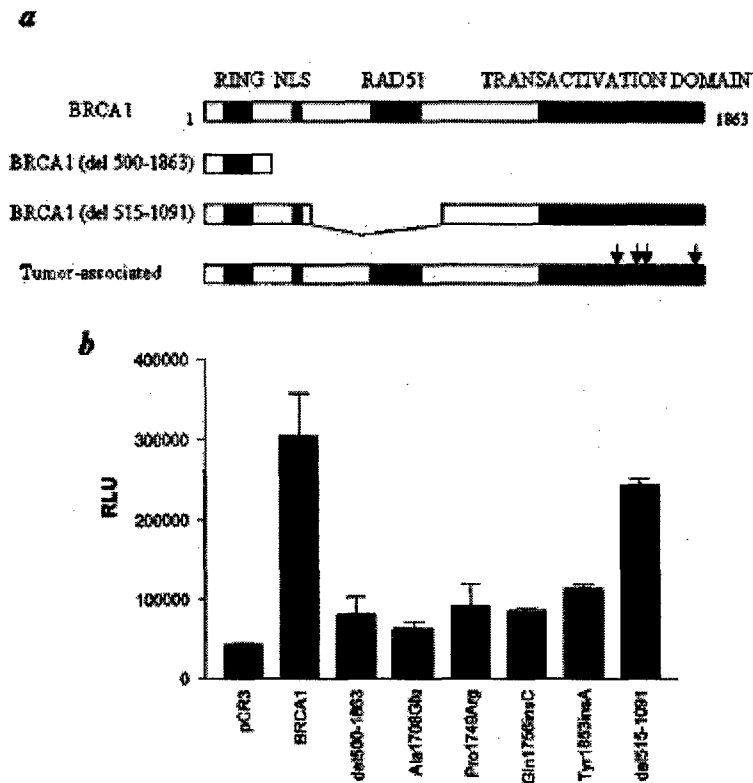 a
RING NLS RAD51 TRANSACTIVATION DOMAIN
BRCA1 1 1863
BRCA1 (del 500-1863)
BRCA1 (del 515-1091)
Tumor-associated
b
400000
300000
200000
100000
0
RLU
pCR3
BRCA1
del500-1863
Ala1708Glu
Pro1749Arg
Gln1756insC
Tyr1853insA
del515-1091